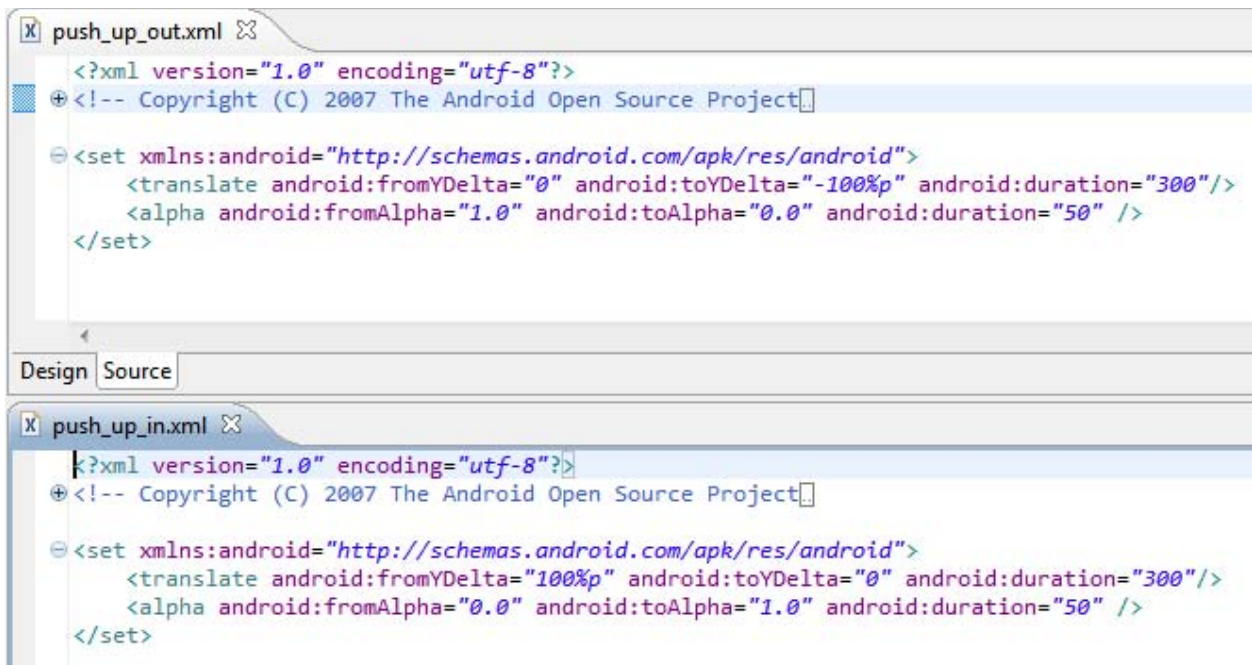 push_up_out.xml
<?xml version="1.0" encoding="utf-8"?>
<!-- Copyright (C) 2007 The Android Open Source Project..
<set xmlns:android="http://schemas.android.com/apk/res/android">
<translate android:fromYDelta="0" android:toYDelta="-100%p" android:duration="300"/>
<alpha android:fromAlpha="1.0" android:toAlpha="0.0" android:duration="50" />
</set>
Design Source
push_up_in.xml
<?xml version="1.0" encoding="utf-8"?>
<!-- Copyright (C) 2007 The Android Open Source Project..
<set xmlns:android="http://schemas.android.com/apk/res/android">
<translate android:fromYDelta="100%p" android:toYDelta="0" android:duration="300"/>
<alpha android:fromAlpha="0.0" android:toAlpha="1.0" android:duration="50" />
</set>